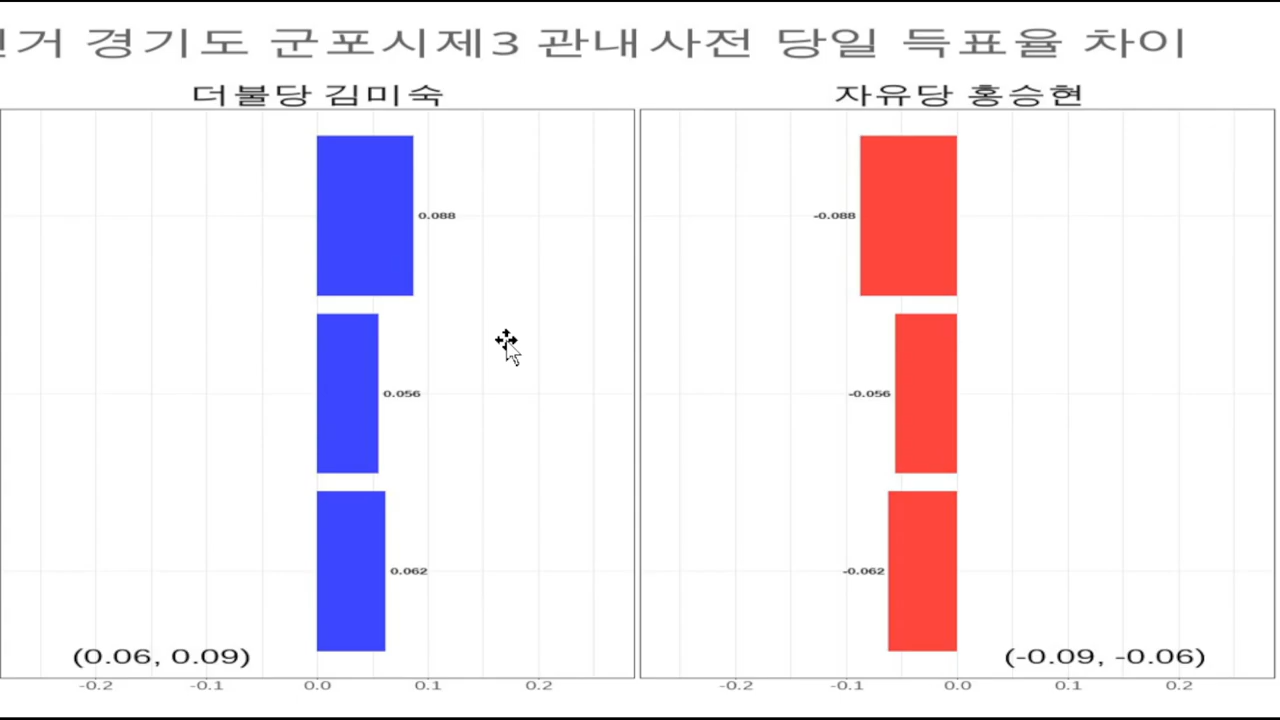 거 경기도 군포시제3 관내사전 당일 득표율 차이
더불당 김미숙
자유당 홍승현
0.088
-0.088
0.056
-0.056
0.062
-0.062
(0.06, 0.09)
(-0.09, -0.06)
-0.2 -0.1 0.0 0.1 0.2
-0.2 -0.1 0.0 0.1 0.2